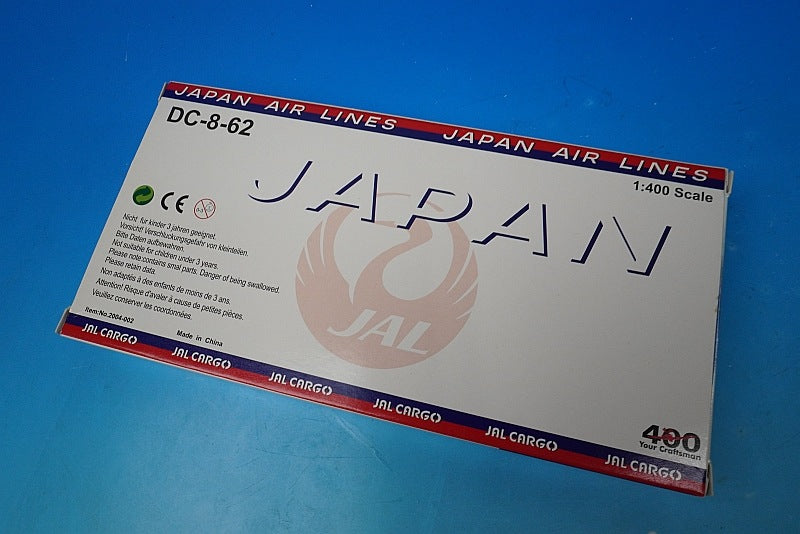 JAPAN AIR LINES JAPAN AIR LINES
DC-8-62
1:400 Scale
JAPAN
CE
0-3
JAL
Nicht für kinder 3 jahren geeignet.
Vorsicht! Verschluckungsgefahr von kleinteilen.
Bitte Daten aufbewahren.
Not suitable for children under 3 years.
Please note contains smal parts. Danger of being swallowed.
Please retain data.
Non adaptés à des enfants de moins de 3 ans.
Attention! Risque d'avaler à cause de petites pièces.
Veuillez conserver les coordonnées.
Item:No.2004-002
Made in China
400
Your Craftsman
JAL CARGO JAL CARGO JAL CARGO JAL CARGO JAL CARGO JAL CARGO